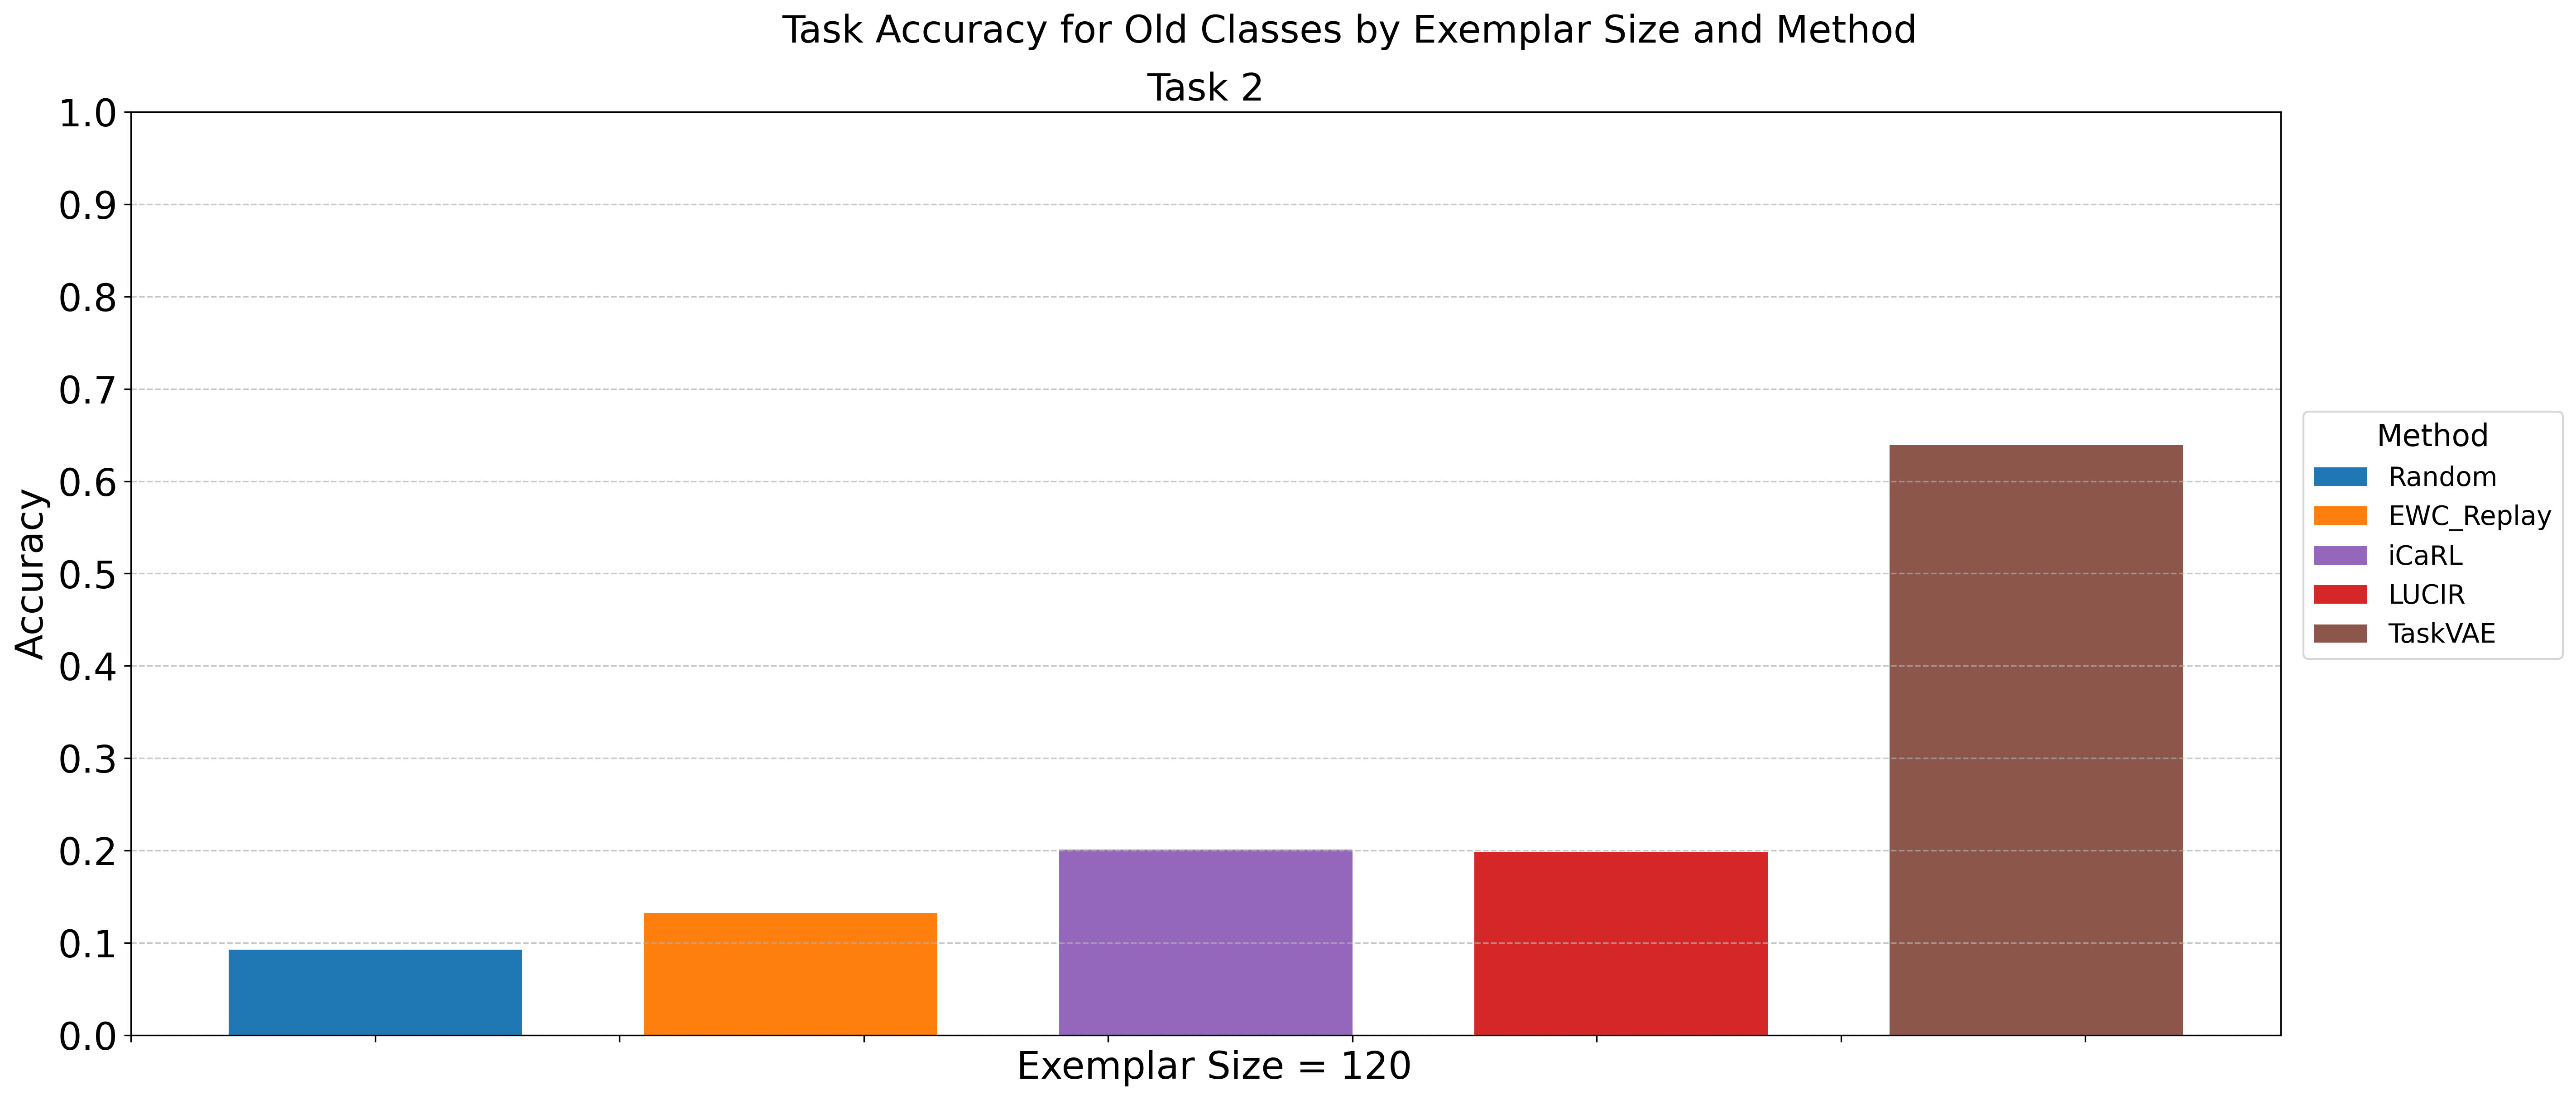 Task Accuracy for Old Classes by Exemplar Size and Method
Task 2
1.0
0.9
0.8
0.7
0.6
0.5
0.4
0.3
0.2
0.1
0.0
Accuracy
Exemplar Size = 120
Method
Random
EWC_Replay
iCaRL
LUCIR
TaskVAE